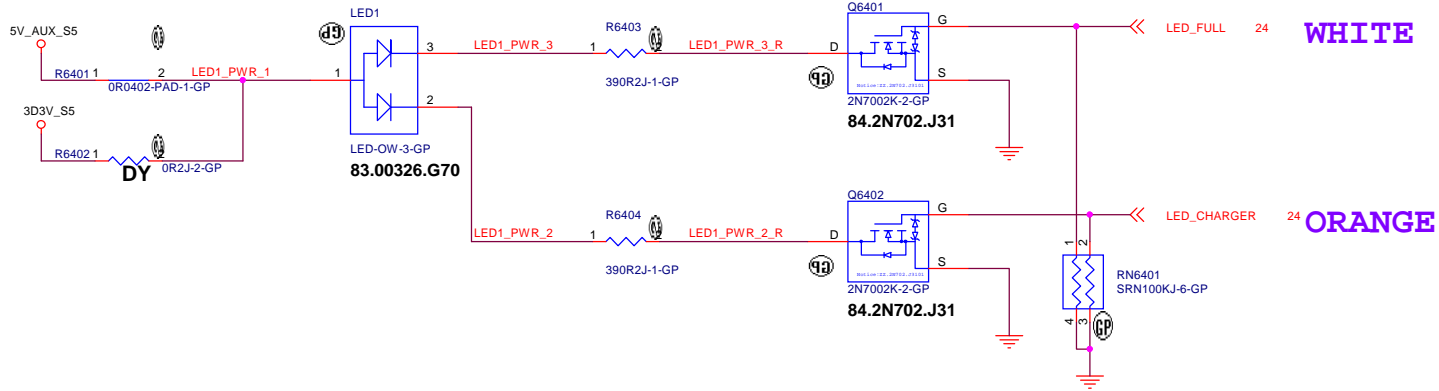 LED1
Q6401
5V_AUX_S5
GP
R6403
G
LED_FULL 24 WHITE
R6401 1 2 LED1_PWR_1
0R0402-PAD-1-GP
1
3 LED1_PWR_3
1 2 LED1_PWR_3_R
D
GP
390R2J-1-GP
S
2N7002K-2-GP
84.2N702.J31
3D3V_S5
2
R6402 1 2
DY 0R2J-2-GP
LED-OW-3-GP
83.00326.G70
Q6402
R6404
G
LED_CHARGER 24 ORANGE
LED1_PWR_2
1 2 LED1_PWR_2_R
D
GP
390R2J-1-GP
S
2N7002K-2-GP
84.2N702.J31
1 2
RN6401
SRN100KJ-6-GP
4 3
GP